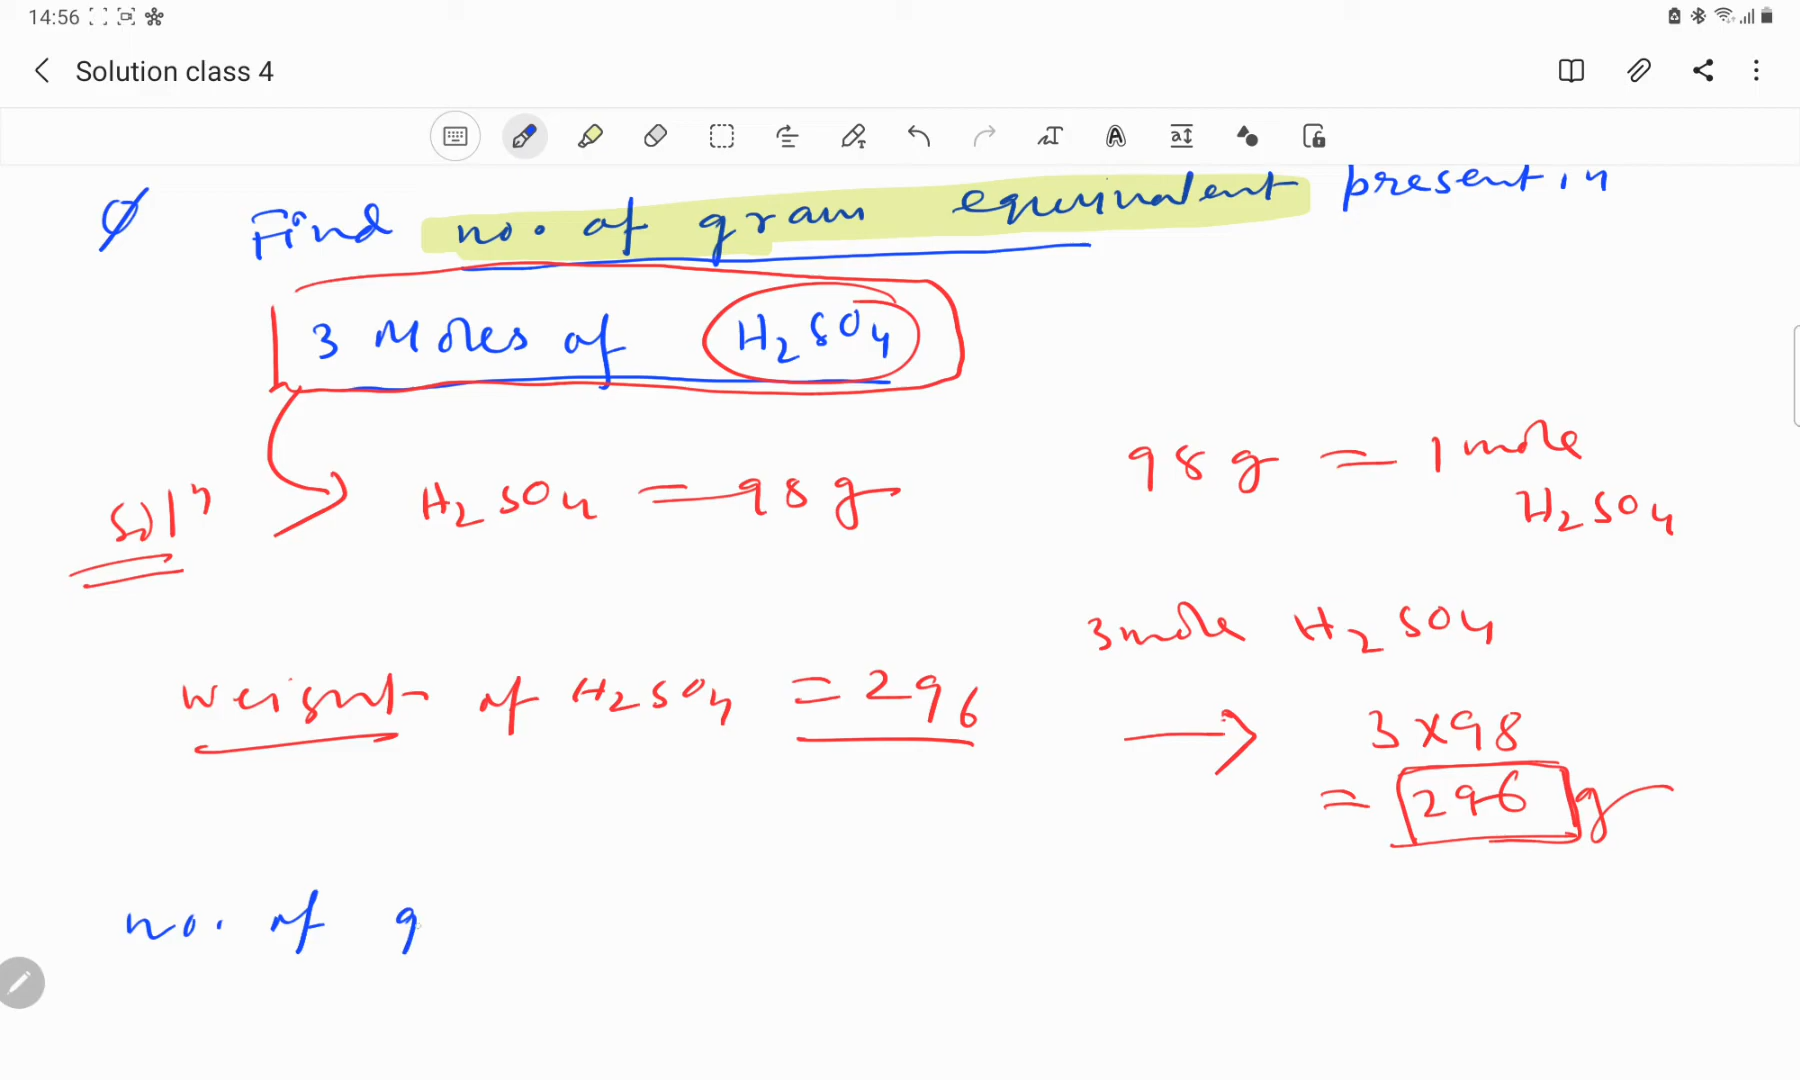 14:56
Solution class 4
Find no. of gram equivalent present in
3 Moles of H2SO4
Solⁿ
H2SO4 = 98 g
98 g = 1 mole
H2SO4
3 mole H2SO4
weight of H2SO4 = 296
3 x 98
= 296 g
no. of g